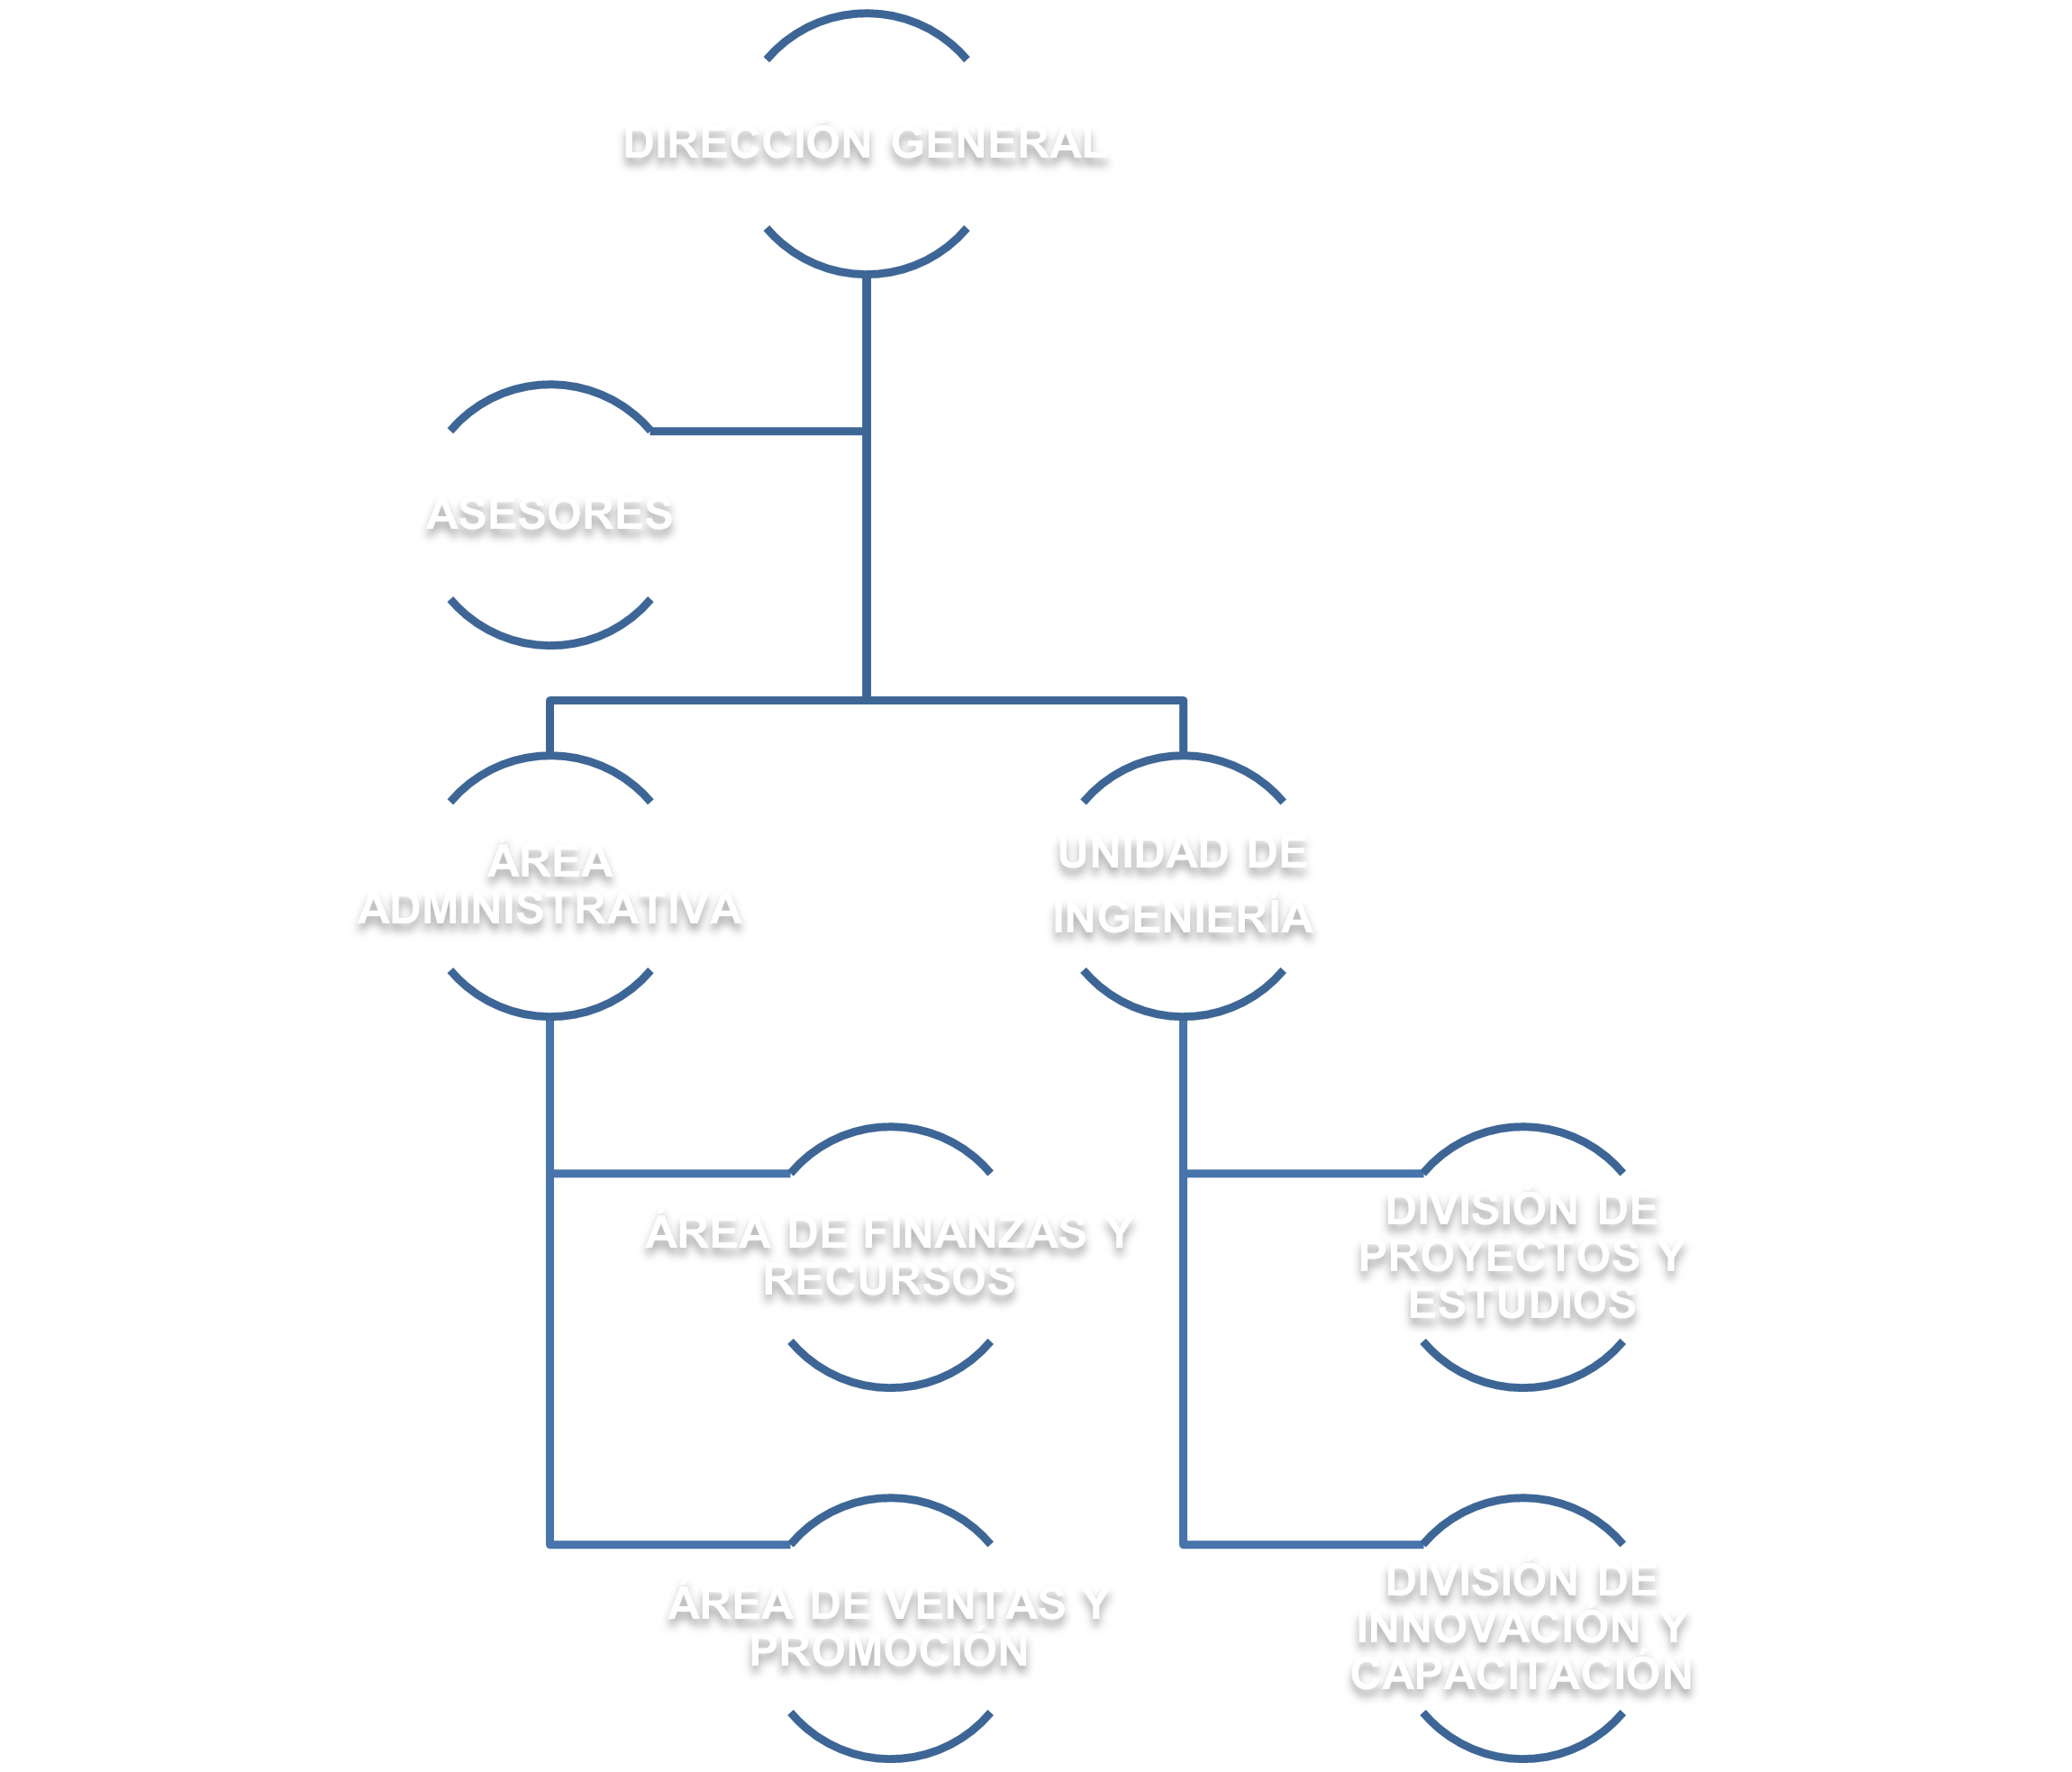 DIRECCIÓN GENERAL
ASESORES
ÁREA
ADMINISTRATIVA
UNIDAD DE
INGENIERÍA
ÁREA DE FINANZAS Y
RECURSOS
DIVISIÓN DE
PROYECTOS Y
ESTUDIOS
ÁREA DE VENTAS Y
PROMOCIÓN
DIVISIÓN DE
INNOVACIÓN Y
CAPACITACIÓN